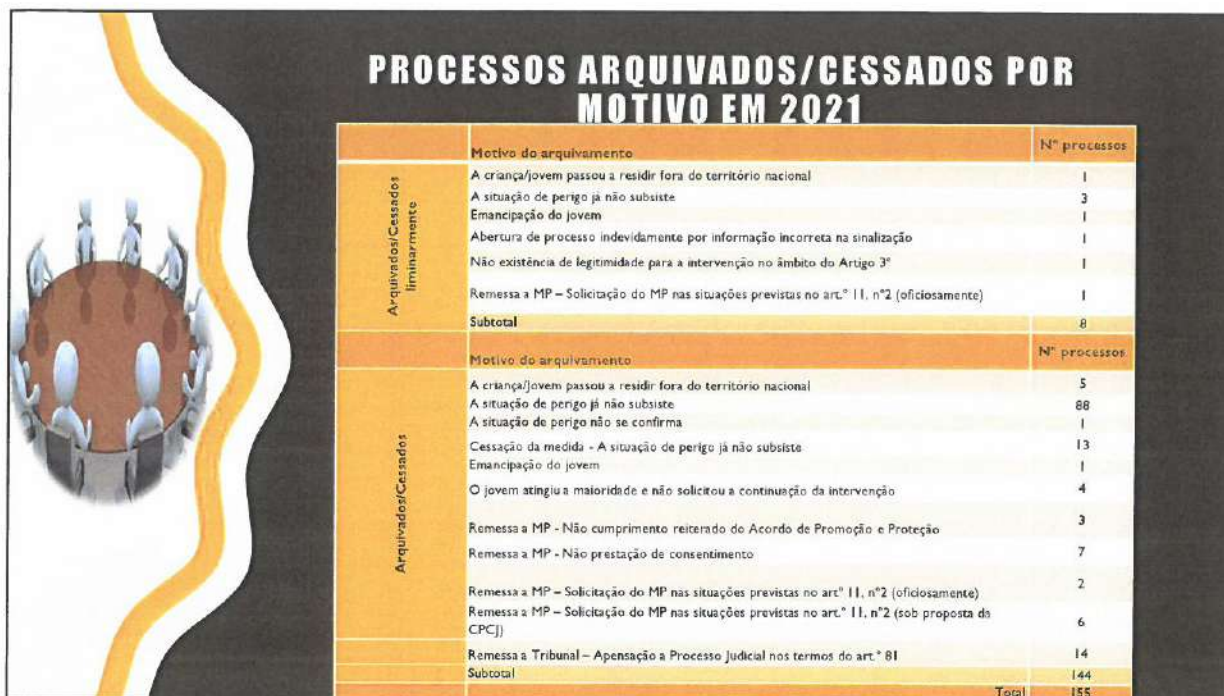 PROCESSOS ARQUIVADOS/CESSADOS POR
MOTIVO EM 2021
Motivo do arquivamento Nº processos
Arquivados/Cessados
liminarmente
A criança/jovem passou a residir fora do território nacional 1
A situação de perigo já não subsiste 3
Emancipação do jovem 1
Abertura de processo indevidamente por informação incorreta na sinalização 1
Não existência de legitimidade para a intervenção no âmbito do Artigo 3º 1
Remessa a MP – Solicitação do MP nas situações previstas no art.º 11, nº2 (oficiosamente) 1
Subtotal 8
Motivo do arquivamento Nº processos
Arquivados/Cessados
A criança/jovem passou a residir fora do território nacional 5
A situação de perigo já não subsiste 88
A situação de perigo não se confirma 1
Cessação da medida - A situação de perigo já não subsiste 13
Emancipação do jovem 1
O jovem atingiu a maioridade e não solicitou a continuação da intervenção 4
Remessa a MP - Não cumprimento reiterado do Acordo de Promoção e Proteção 3
Remessa a MP - Não prestação de consentimento 7
Remessa a MP – Solicitação do MP nas situações previstas no art.º 11, nº2 (oficiosamente) 2
Remessa a MP – Solicitação do MP nas situações previstas no art.º 11, nº2 (sob proposta da
CPCJ) 6
Remessa a Tribunal – Apensação a Processo Judicial nos termos do art.º 81 14
Subtotal 144
Total 155